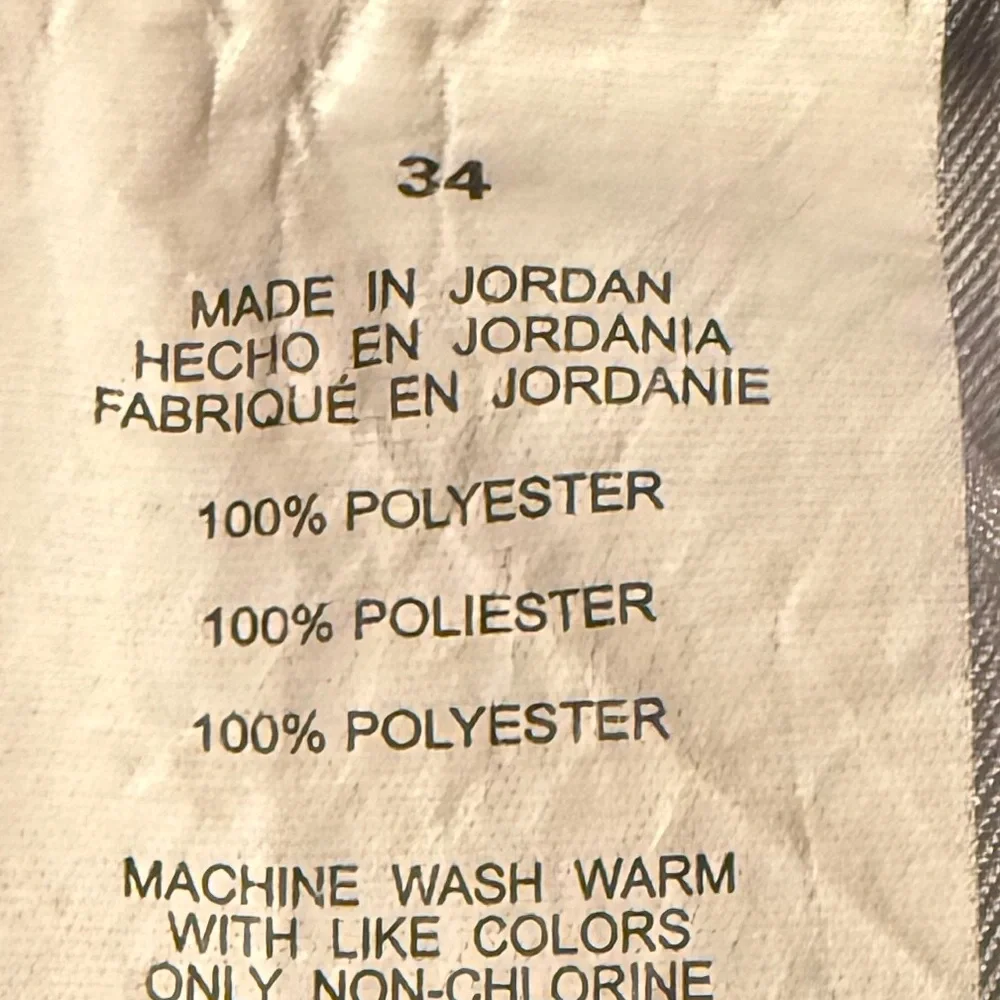 34
MADE IN JORDAN
HECHO EN JORDANIA
FABRIQUÉ EN JORDANIE
100% POLYESTER
100% POLIESTER
100% POLYESTER
MACHINE WASH WARM
WITH LIKE COLORS
ONLY NON-CHLORINE